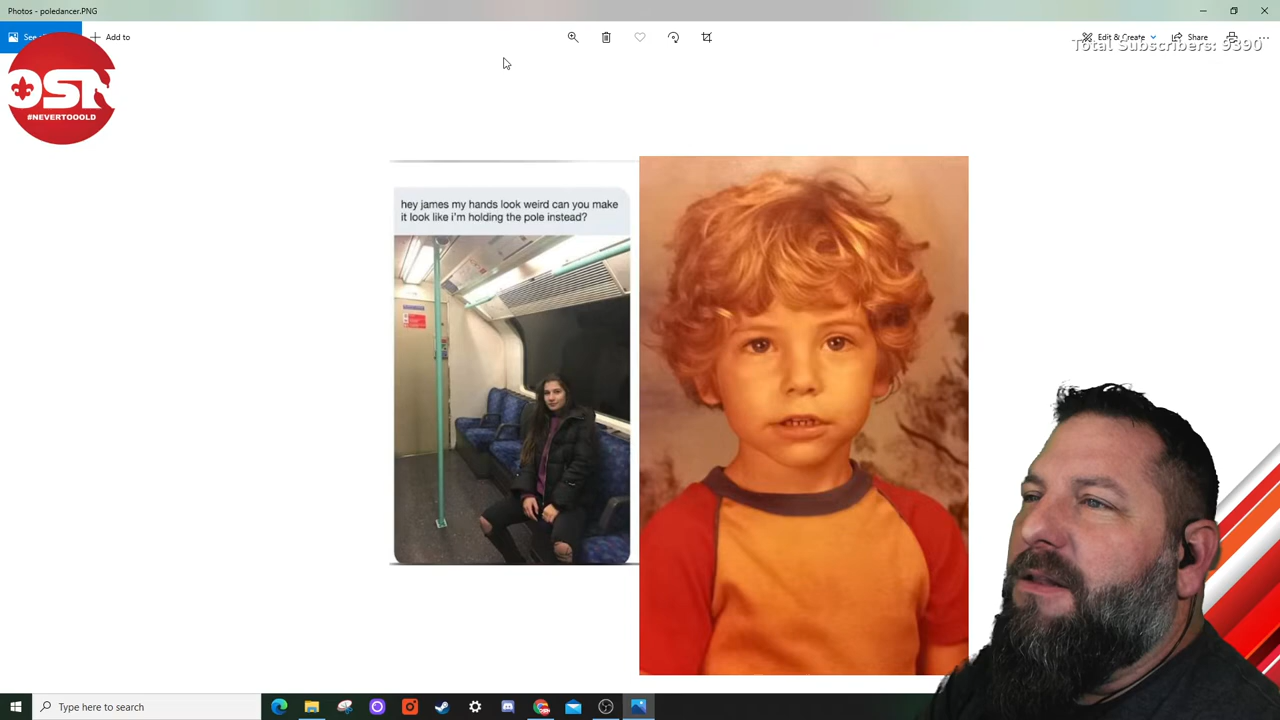 Photos - poledancer.PNG
Add to
Edit & Create
Share
Total Subscribers: 9390
OSN
#NEVERTOOOLD
hey james my hands look weird can you make
it look like i'm holding the pole instead?
Type here to search